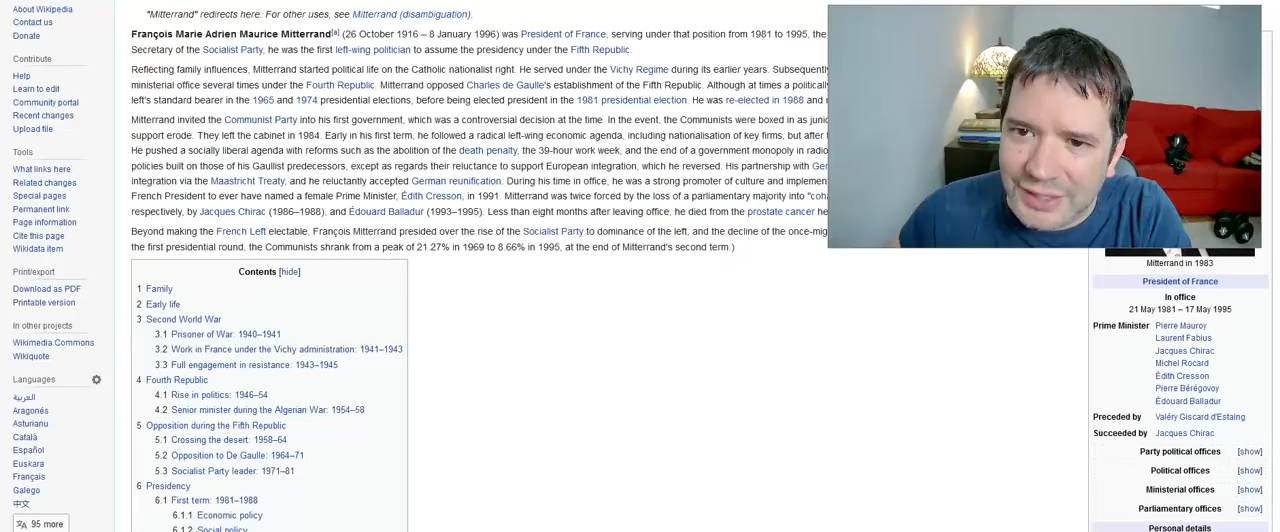 About Wikipedia
Contact us
Donate
Contribute
Help
Learn to edit
Community portal
Recent changes
Upload file
Tools
What links here
Related changes
Special pages
Permanent link
Page information
Cite this page
Wikidata item
Print/export
Download as PDF
Printable version
In other projects
Wikimedia Commons
Wikiquote
Languages
العربية
Aragonés
Asturianu
Català
Español
Euskara
Français
Galego
中文
95 more
"Mitterrand" redirects here. For other uses, see Mitterrand (disambiguation).
François Marie Adrien Maurice Mitterrand[a] (26 October 1916 – 8 January 1996) was President of France, serving under that position from 1981 to 1995, the
Secretary of the Socialist Party, he was the first left-wing politician to assume the presidency under the Fifth Republic.
Reflecting family influences, Mitterrand started political life on the Catholic nationalist right. He served under the Vichy Regime during its earlier years. Subsequently
ministerial office several times under the Fourth Republic. Mitterrand opposed Charles de Gaulle's establishment of the Fifth Republic. Although at times a politically
left's standard bearer in the 1965 and 1974 presidential elections, before being elected president in the 1981 presidential election. He was re-elected in 1988 and
Mitterrand invited the Communist Party into his first government, which was a controversial decision at the time. In the event, the Communists were boxed in as
support erode. They left the cabinet in 1984. Early in his first term, he followed a radical left-wing economic agenda, including nationalisation of key firms, but after
He pushed a socially liberal agenda with reforms such as the abolition of the death penalty, the 39-hour work week, and the end of a government monopoly in
policies built on those of his Gaullist predecessors, except as regards their reluctance to support European integration, which he reversed. His partnership with
integration via the Maastricht Treaty, and he reluctantly accepted German reunification. During his time in office, he was a strong promoter of culture and
French President to ever have named a female Prime Minister, Édith Cresson, in 1991. Mitterrand was twice forced by the loss of a parliamentary majority into
respectively, by Jacques Chirac (1986–1988), and Édouard Balladur (1993–1995). Less than eight months after leaving office, he died from the prostate cancer he
Beyond making the French Left electable, François Mitterrand presided over the rise of the Socialist Party to dominance of the left, and the decline of the
the first presidential round, the Communists shrank from a peak of 21.27% in 1969 to 8.66% in 1995, at the end of Mitterrand's second term.)
Contents [hide]
1 Family
2 Early life
3 Second World War
3.1 Prisoner of War: 1940–1941
3.2 Work in France under the Vichy administration: 1941–1943
3.3 Full engagement in resistance: 1943–1945
4 Fourth Republic
4.1 Rise in politics: 1946–54
4.2 Senior minister during the Algerian War: 1954–58
5 Opposition during the Fifth Republic
5.1 Crossing the desert: 1958–64
5.2 Opposition to De Gaulle: 1964–71
5.3 Socialist Party leader: 1971–81
6 Presidency
6.1 First term: 1981–1988
6.1.1 Economic policy
6.1.2 Social policy
Mitterrand in 1983
President of France
In office
21 May 1981 – 17 May 1995
Prime Minister Pierre Mauroy
Laurent Fabius
Jacques Chirac
Michel Rocard
Édith Cresson
Pierre Bérégovoy
Édouard Balladur
Preceded by Valéry Giscard d'Estaing
Succeeded by Jacques Chirac
Party political offices [show]
Political offices [show]
Ministerial offices [show]
Parliamentary offices [show]
Personal details